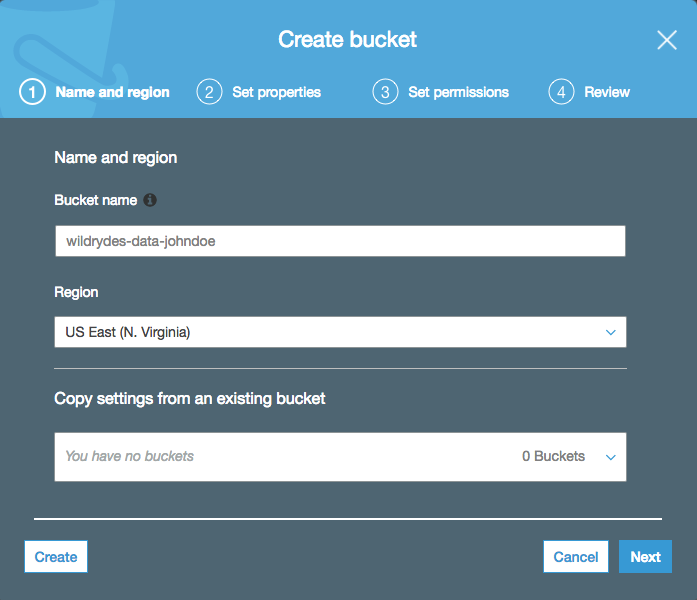 Create bucket
1 Name and region 2 Set properties 3 Set permissions 4 Review
Name and region
Bucket name
wildrydes-data-johndoe
Region
US East (N. Virginia)
Copy settings from an existing bucket
You have no buckets 0 Buckets
Create Cancel Next